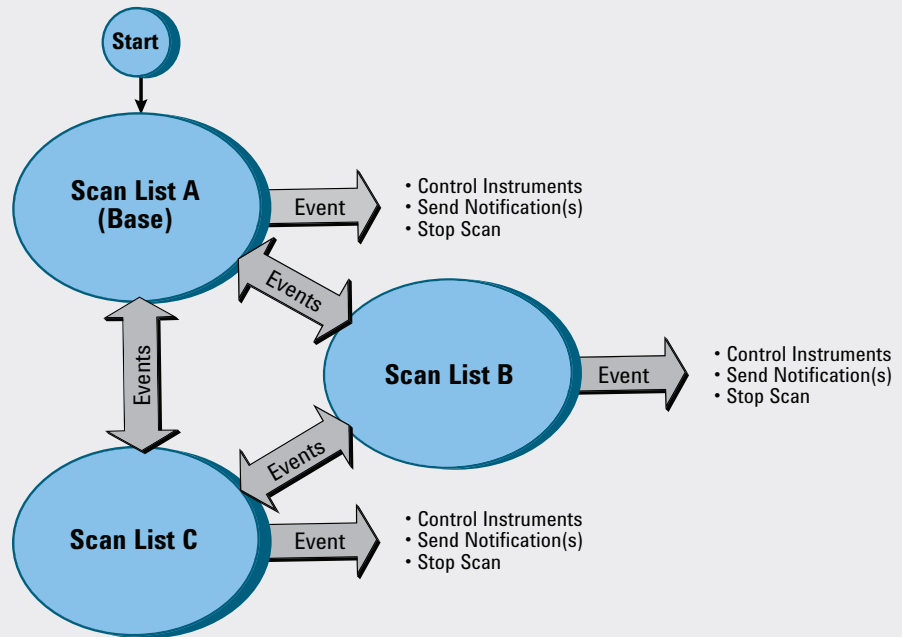 Start
Scan List A
(Base)
Event
• Control Instruments
• Send Notification(s)
• Stop Scan
Events
Events
Scan List B
Event
• Control Instruments
• Send Notification(s)
• Stop Scan
Events
Scan List C
Event
• Control Instruments
• Send Notification(s)
• Stop Scan